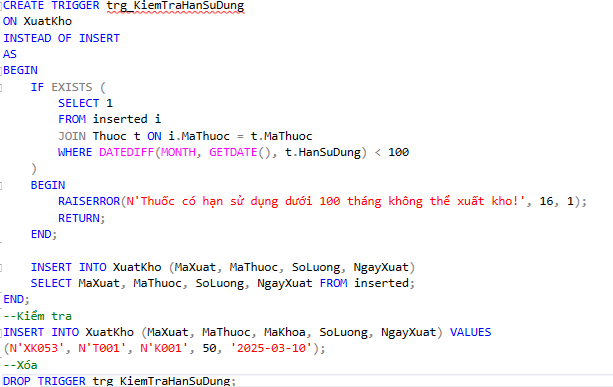 CREATE TRIGGER trg_KiemTraHanSuDung
ON XuatKho
INSTEAD OF INSERT
AS
BEGIN
    IF EXISTS (
        SELECT 1
        FROM inserted i
        JOIN Thuoc t ON i.MaThuoc = t.MaThuoc
        WHERE DATEDIFF(MONTH, GETDATE(), t.HanSuDung) < 100
    )
    BEGIN
        RAISERROR(N'Thuốc có hạn sử dụng dưới 100 tháng không thể xuất kho!', 16, 1);
        RETURN;
    END;

    INSERT INTO XuatKho (MaXuat, MaThuoc, SoLuong, NgayXuat)
    SELECT MaXuat, MaThuoc, SoLuong, NgayXuat FROM inserted;
END;
--Kiểm tra
INSERT INTO XuatKho (MaXuat, MaThuoc, MaKhoa, SoLuong, NgayXuat) VALUES
(N'XK053', N'T001', N'K001', 50, '2025-03-10');
--Xóa
DROP TRIGGER trg_KiemTraHanSuDung;